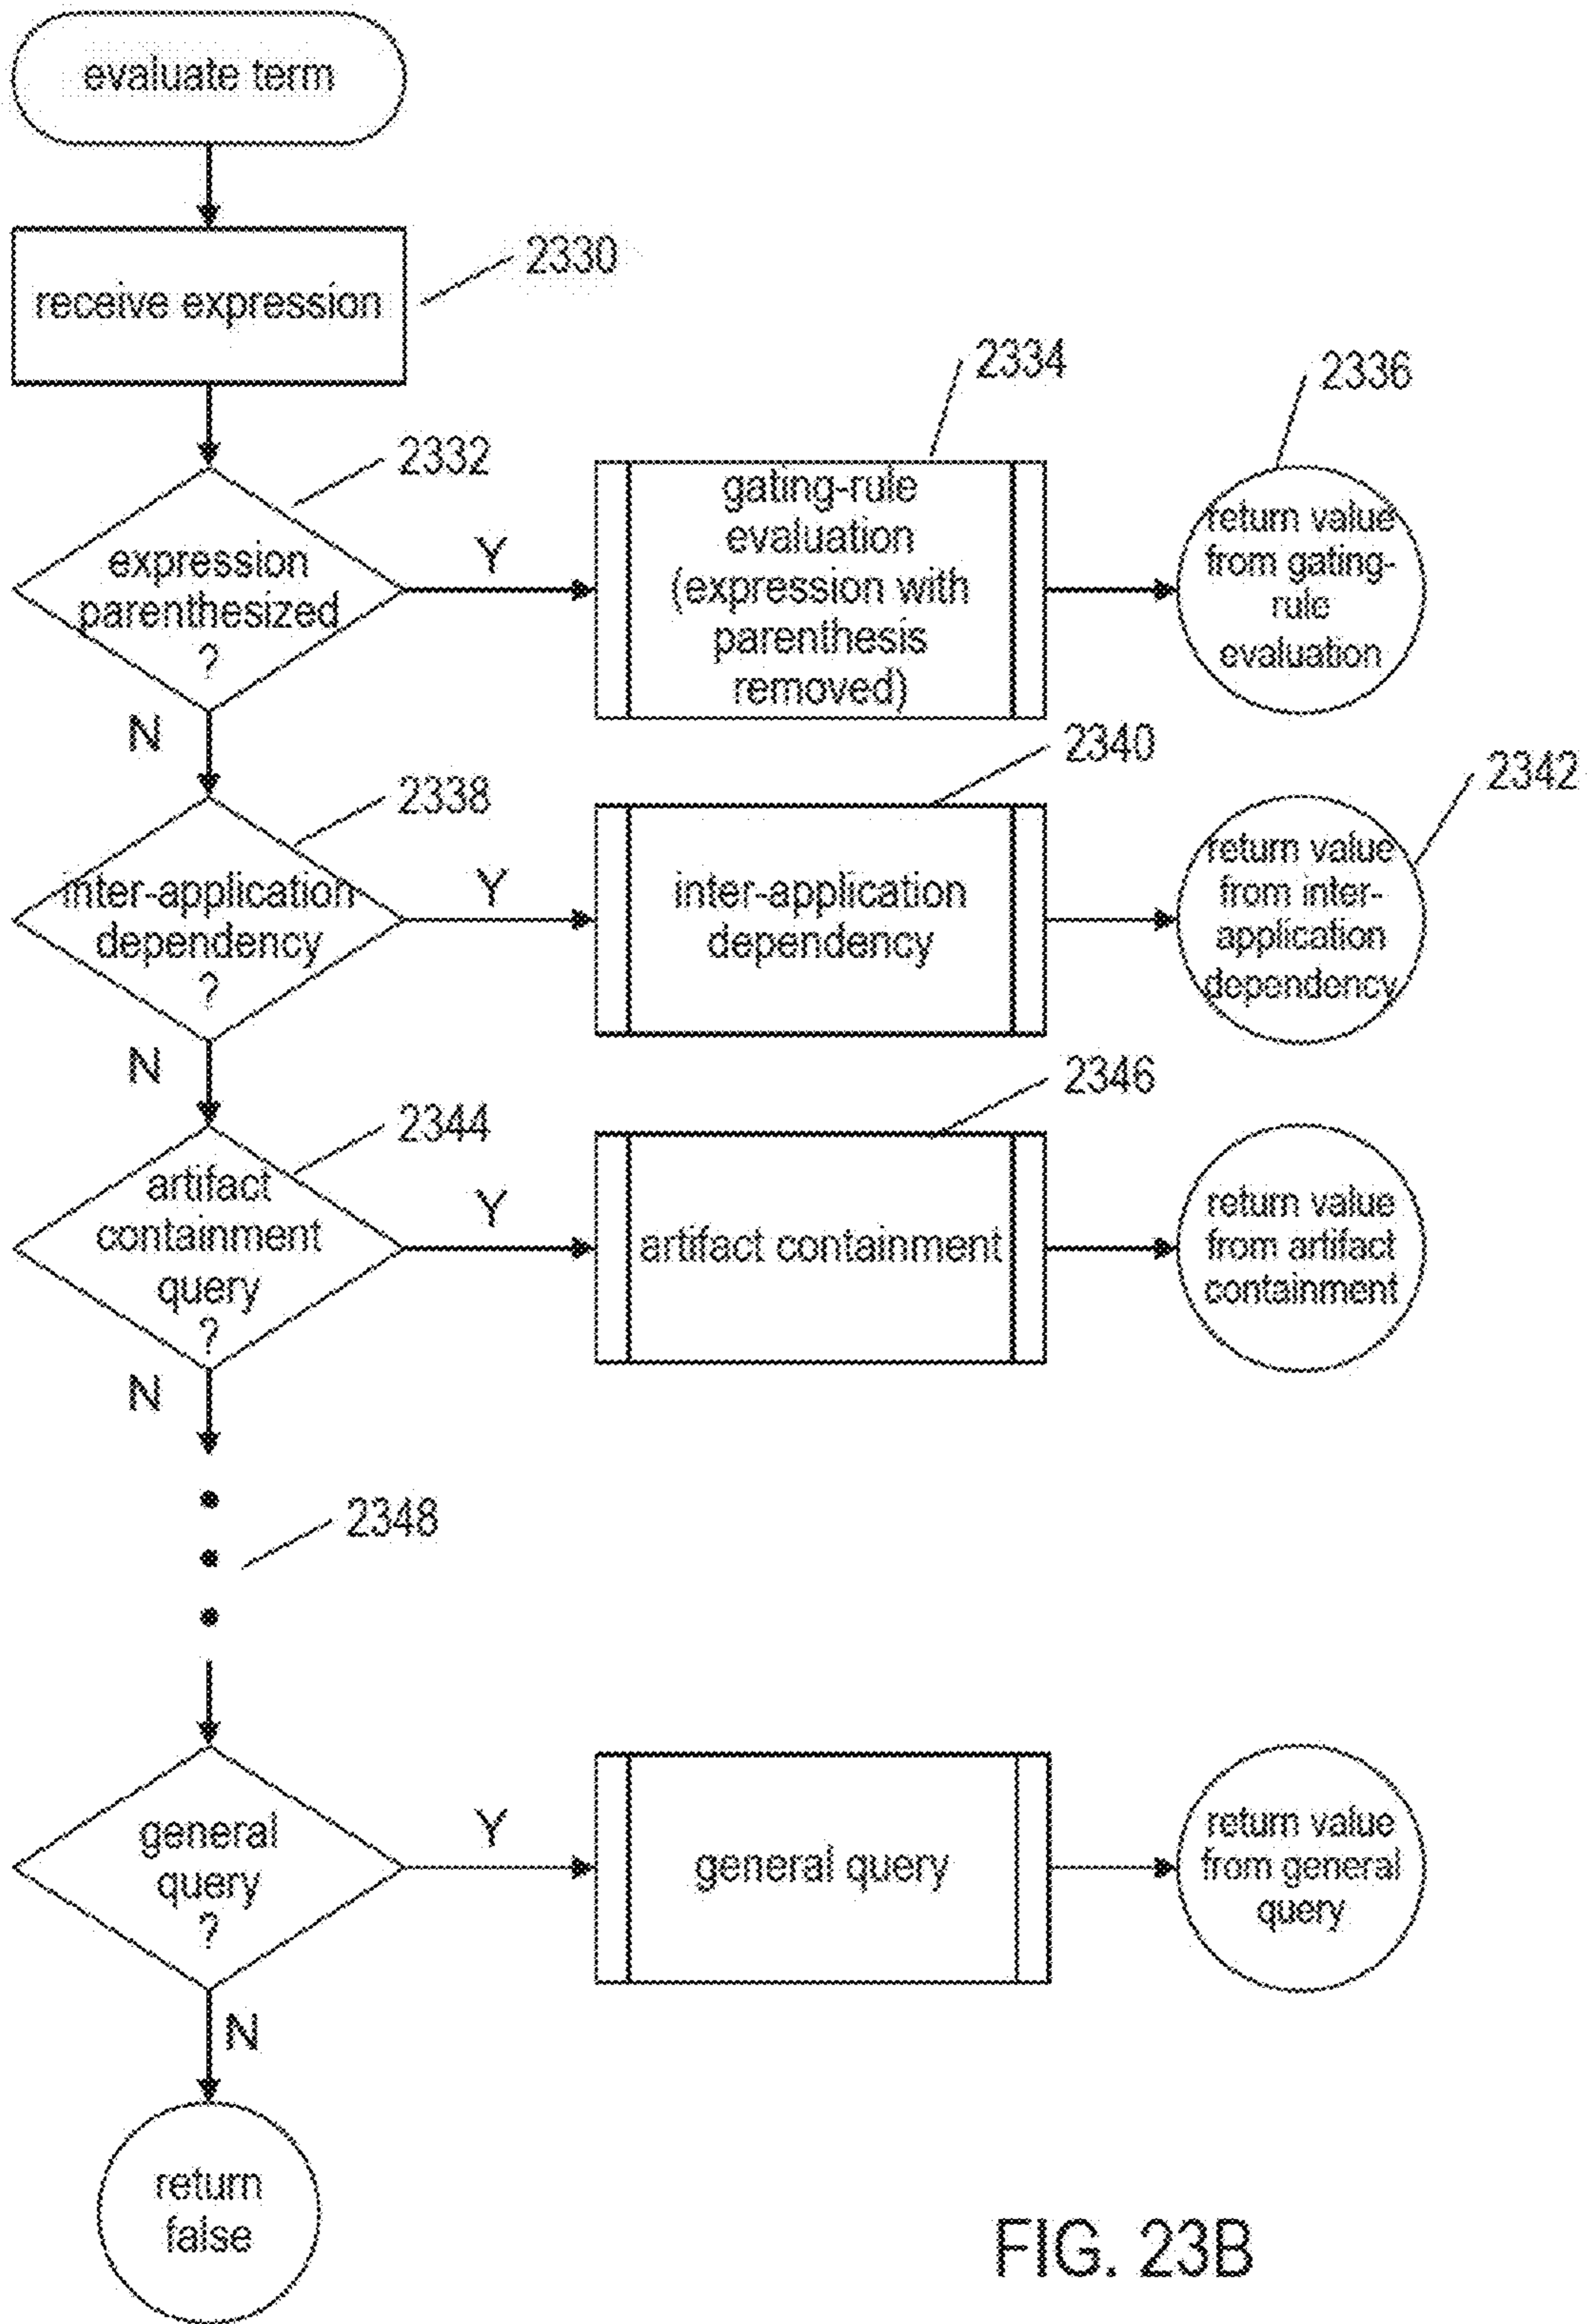 evaluate term
2330
receive expression
2334
2336
2332
expression
parenthesized
?
Y
gating-rule
evaluation
(expression with
parenthesis
removed)
return value
from gating-
rule
evaluation
N
2340
2342
2338
inter-application
dependency
?
Y
inter-application
dependency
return value
from inter-
application
dependency
N
2346
2344
artifact
containment
query
?
Y
artifact containment
return value
from artifact
containment
N
2348
general
query
?
Y
general query
return value
from general
query
N
return
false
FIG. 23B